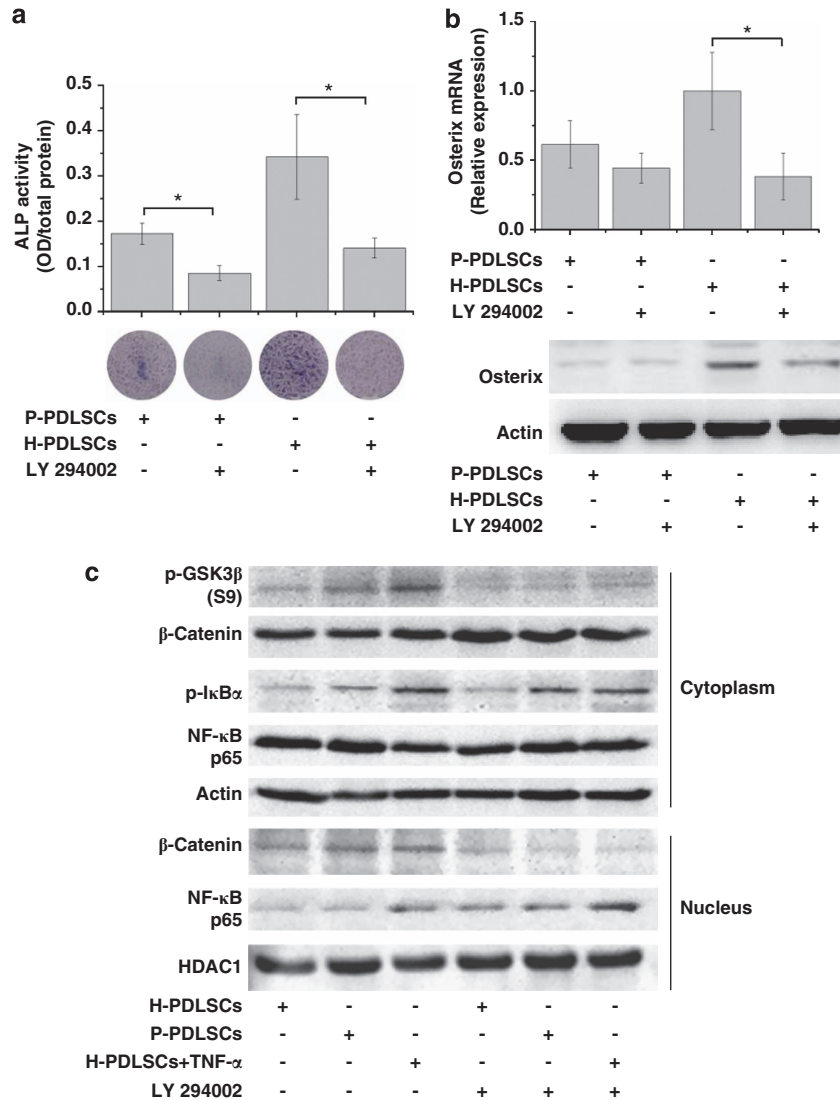 a
ALP activity
(OD/total protein)
0.5
0.4
0.3
0.2
0.1
0.0
*
*
P-PDLSCs + + - -
H-PDLSCs - - + +
LY 294002 - + - +
b
Osterix mRNA
(Relative expression)
1.5
1.0
0.5
0.0
*
P-PDLSCs + + - -
H-PDLSCs - - + +
LY 294002 - + - +
Osterix
Actin
P-PDLSCs + + - -
H-PDLSCs - - + +
LY 294002 - + - +
c
p-GSK3β
(S9)
β-Catenin
p-IκBα
NF-κB
p65
Actin
Cytoplasm
β-Catenin
NF-κB
p65
HDAC1
Nucleus
H-PDLSCs + - - + - -
P-PDLSCs - + - - + -
H-PDLSCs+TNF-α - - + - - +
LY 294002 - - - + + +